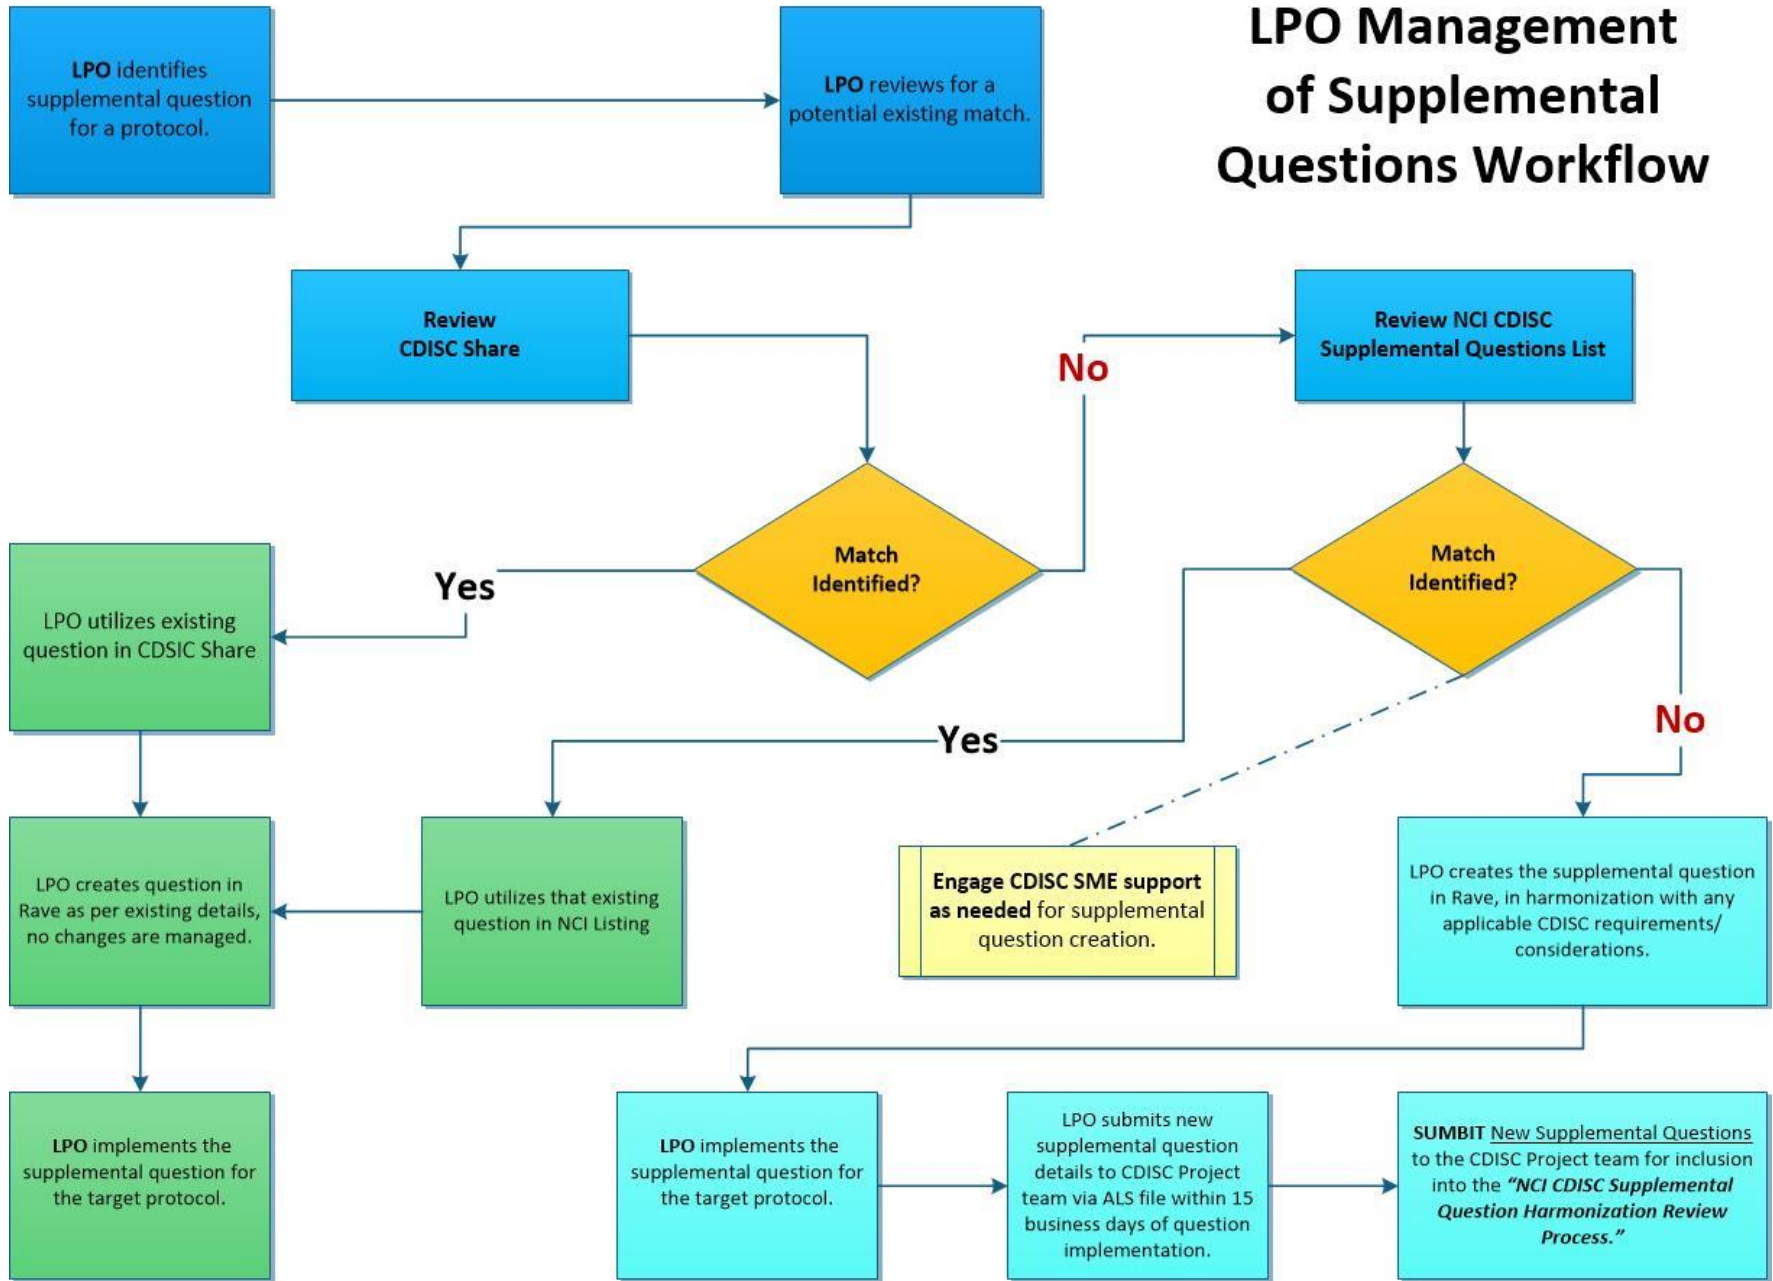 LPO Management
of Supplemental
Questions Workflow
LPO identifies
supplemental question
for a protocol.
LPO reviews for a
potential existing match.
Review
CDISC Share
No
Review NCI CDISC
Supplemental Questions List
Match
Identified?
Match
Identified?
Yes
LPO utilizes existing
question in CDSIC Share
No
Yes
LPO creates question in
Rave as per existing details,
no changes are managed.
LPO utilizes that existing
question in NCI Listing
Engage CDISC SME support
as needed for supplemental
question creation.
LPO creates the supplemental question
in Rave, in harmonization with any
applicable CDISC requirements/
considerations.
LPO implements the
supplemental question for
the target protocol.
LPO implements the
supplemental question for
the target protocol.
LPO submits new
supplemental question
details to CDISC Project
team via ALS file within 15
business days of question
implementation.
SUMBIT New Supplemental Questions
to the CDISC Project team for inclusion
into the “NCI CDISC Supplemental
Question Harmonization Review
Process.”